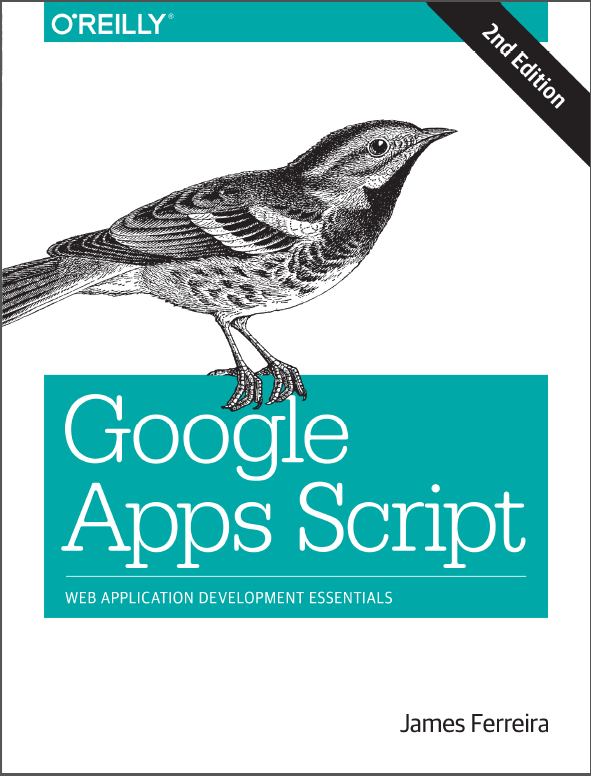 O'REILLY®
2nd Edition
Google
Apps Script
WEB APPLICATION DEVELOPMENT ESSENTIALS
James Ferreira